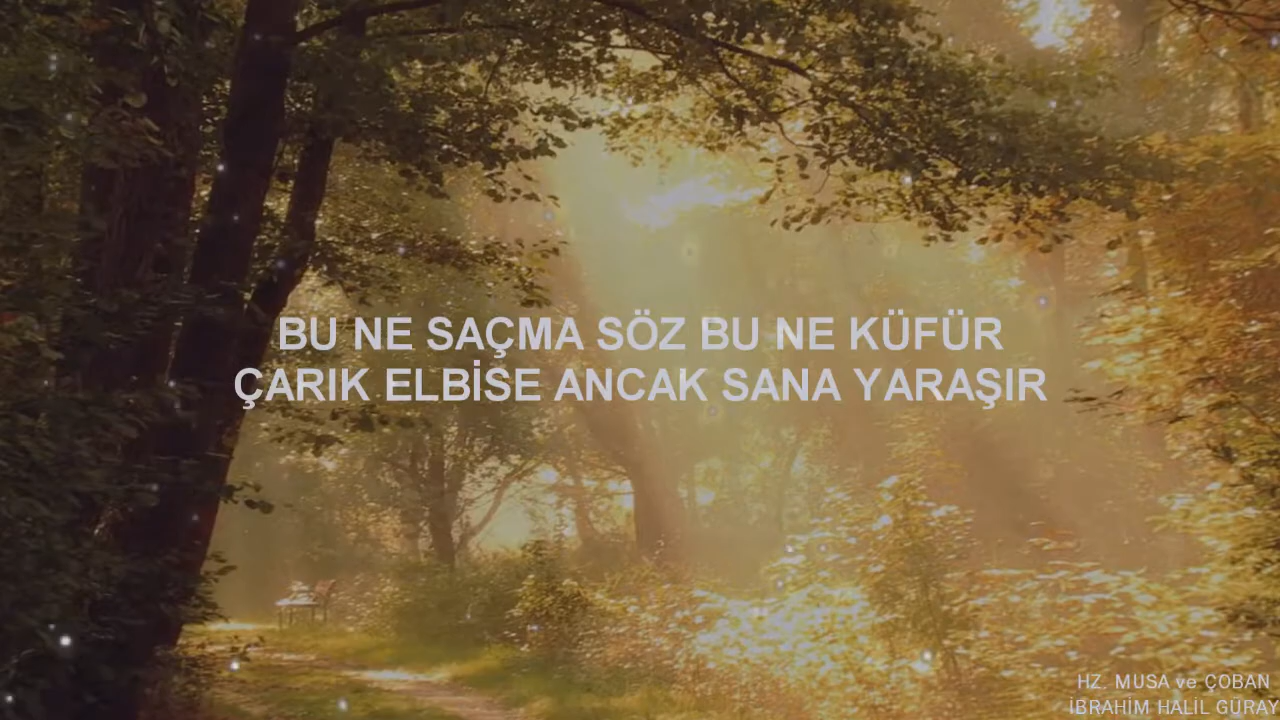 BU NE SAÇMA SÖZ BU NE KÜFÜR
ÇARIK ELBİSE ANCAK SANA YARAŞIR
HZ. MUSA ve ÇOBAN
İBRAHİM HALİL GÜRAY